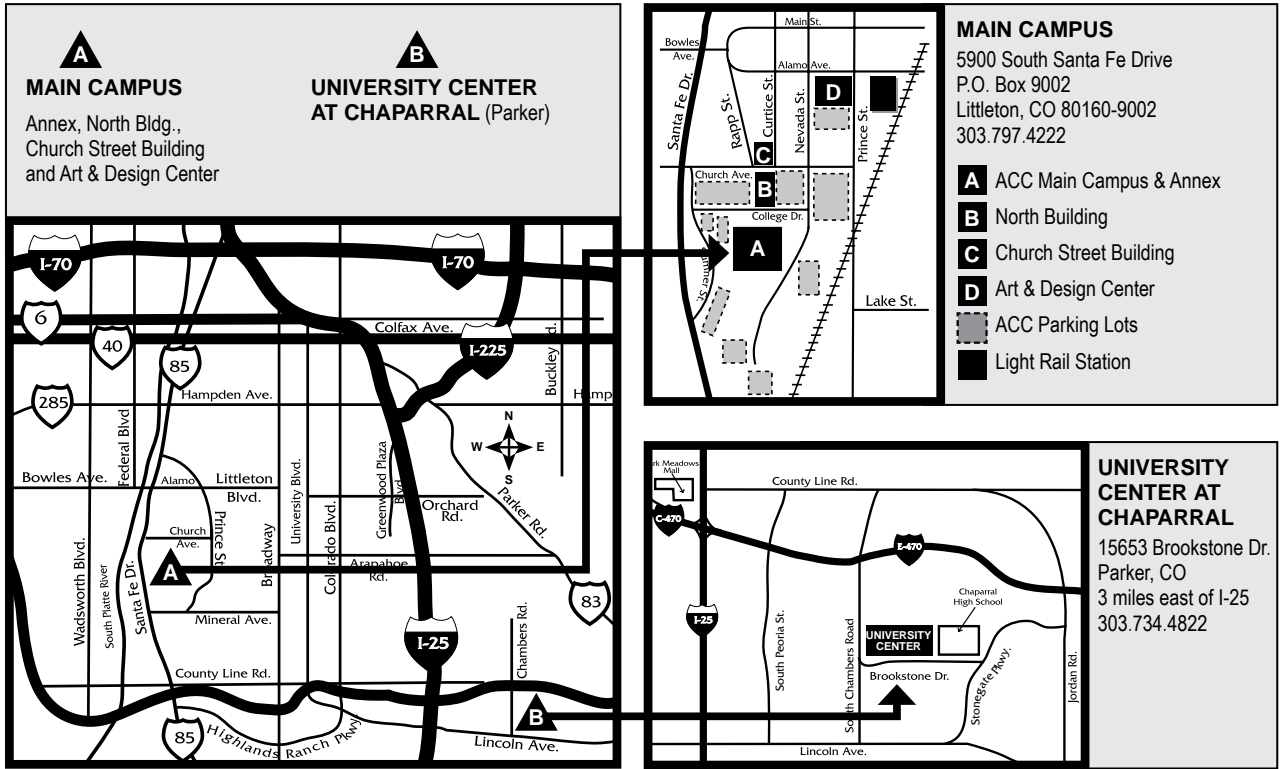 A
MAIN CAMPUS
Annex, North Bldg.,
Church Street Building
and Art & Design Center
B
UNIVERSITY CENTER
AT CHAPARRAL (Parker)
I-70
I-70
6
40
85
285
Colfax Ave.
I-225
Buckley
d.
Hampden Ave.
Hamp
N
W
E
S
Federal Blvd
Bowles Ave.
Alamo
Littleton
Blvd.
University Blvd.
Greenwood Plaza
Blvd.
Orchard
Rd.
Parker Rd.
Church
Ave.
Prince St.
Broadway
Colorado Blvd.
Arapahoe
Rd.
A
Wadsworth Blvd.
South Platte River
Santa Fe Dr.
Mineral Ave.
83
I-25
Chambers Rd.
County Line Rd.
B
85
Highlands Ranch Pkwy.
Lincoln Ave.
Main St.
Bowles
Ave.
Alamo Ave.
Santa Fe Dr.
Rapp St.
Curtice St.
Nevada St.
Prince St.
D
C
Church Ave.
B
College Dr.
A
St.
Lake St.
MAIN CAMPUS
5900 South Santa Fe Drive
P.O. Box 9002
Littleton, CO 80160-9002
303.797.4222
A ACC Main Campus & Annex
B North Building
C Church Street Building
D Art & Design Center
ACC Parking Lots
Light Rail Station
rk Meadows
Mall
County Line Rd.
C-470
E-470
I-25
South Peoria St.
South Chambers Road
Chaparral
High School
UNIVERSITY
CENTER
Brookstone Dr.
Stonegate Pkwy.
Jordan Rd.
Lincoln Ave.
UNIVERSITY
CENTER AT
CHAPARRAL
15653 Brookstone Dr.
Parker, CO
3 miles east of I-25
303.734.4822